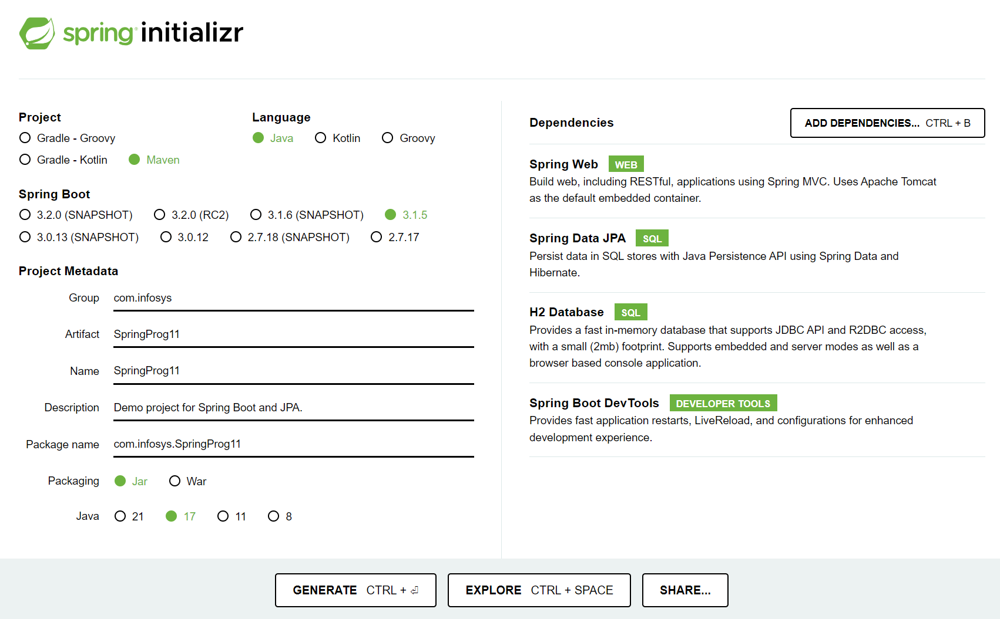 spring initializr
Project
Gradle - Groovy
Gradle - Kotlin Maven
Language
Java Kotlin Groovy
Spring Boot
3.2.0 (SNAPSHOT) 3.2.0 (RC2) 3.1.6 (SNAPSHOT) 3.1.5
3.0.13 (SNAPSHOT) 3.0.12 2.7.18 (SNAPSHOT) 2.7.17
Project Metadata
Group com.infosys
Artifact SpringProg11
Name SpringProg11
Description Demo project for Spring Boot and JPA.
Package name com.infosys.SpringProg11
Packaging Jar War
Java 21 17 11 8
Dependencies ADD DEPENDENCIES... CTRL + B
Spring Web WEB
Build web, including RESTful, applications using Spring MVC. Uses Apache Tomcat
as the default embedded container.
Spring Data JPA SQL
Persist data in SQL stores with Java Persistence API using Spring Data and
Hibernate.
H2 Database SQL
Provides a fast in-memory database that supports JDBC API and R2DBC access,
with a small (2mb) footprint. Supports embedded and server modes as well as a
browser based console application.
Spring Boot DevTools DEVELOPER TOOLS
Provides fast application restarts, LiveReload, and configurations for enhanced
development experience.
GENERATE CTRL + ⏎ EXPLORE CTRL + SPACE SHARE...